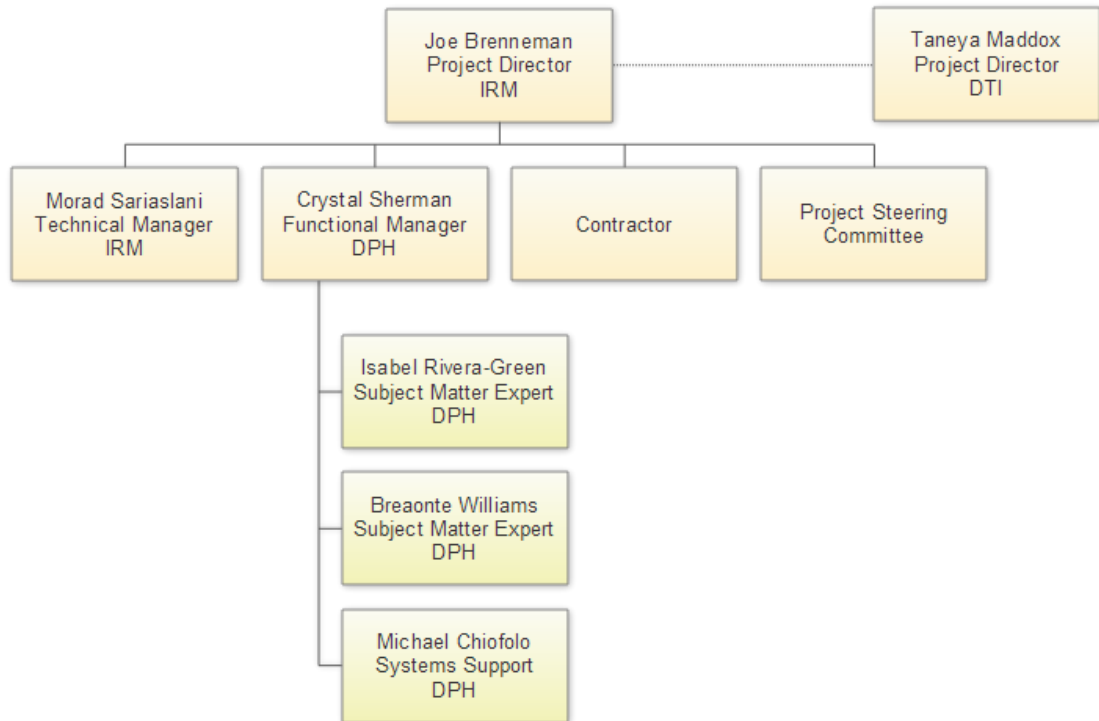 Joe Brenneman
Project Director
IRM
Taneya Maddox
Project Director
DTI
Morad Sariaslani
Technical Manager
IRM
Crystal Sherman
Functional Manager
DPH
Contractor
Project Steering
Committee
Isabel Rivera-Green
Subject Matter Expert
DPH
Breaonte Williams
Subject Matter Expert
DPH
Michael Chiofolo
Systems Support
DPH